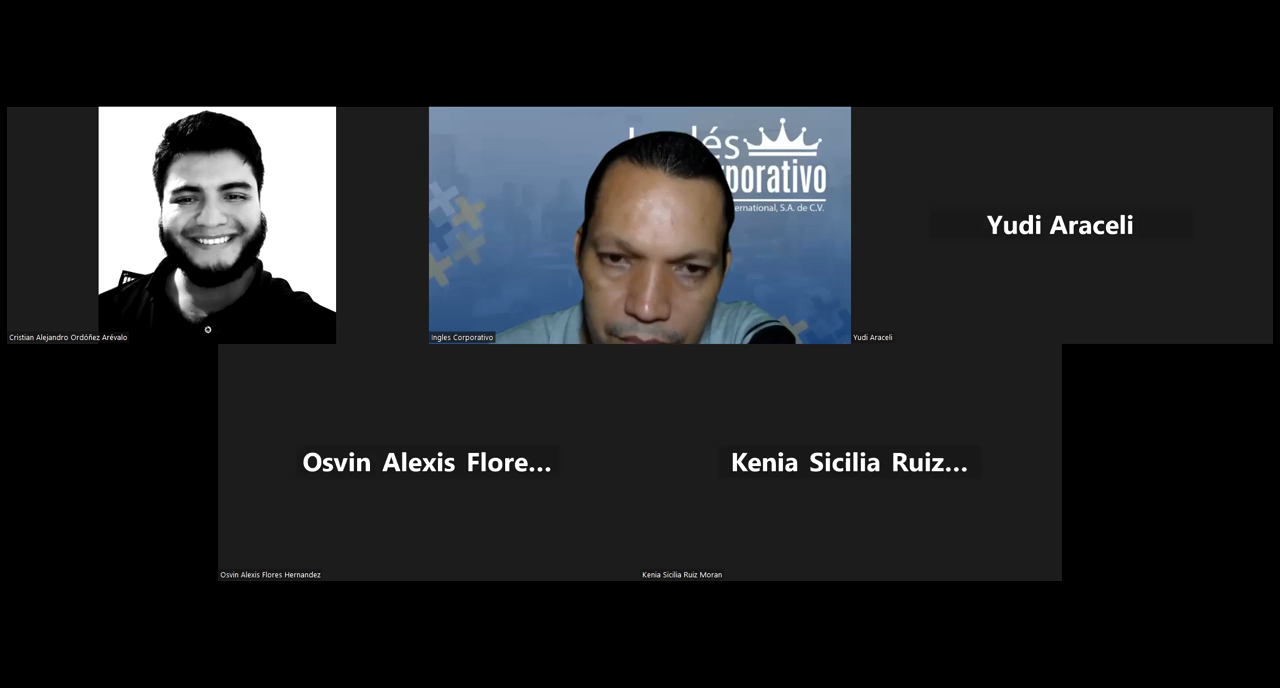 Cristian Alejandro Ordóñez Arévalo
Ingles Corporativo
ernational, S.A. de C.V.
Yudi Araceli
Yudi Araceli
Osvin Alexis Flore...
Osvin Alexis Flores Hernandez
Kenia Sicilia Ruiz...
Kenia Sicilia Ruiz Moran